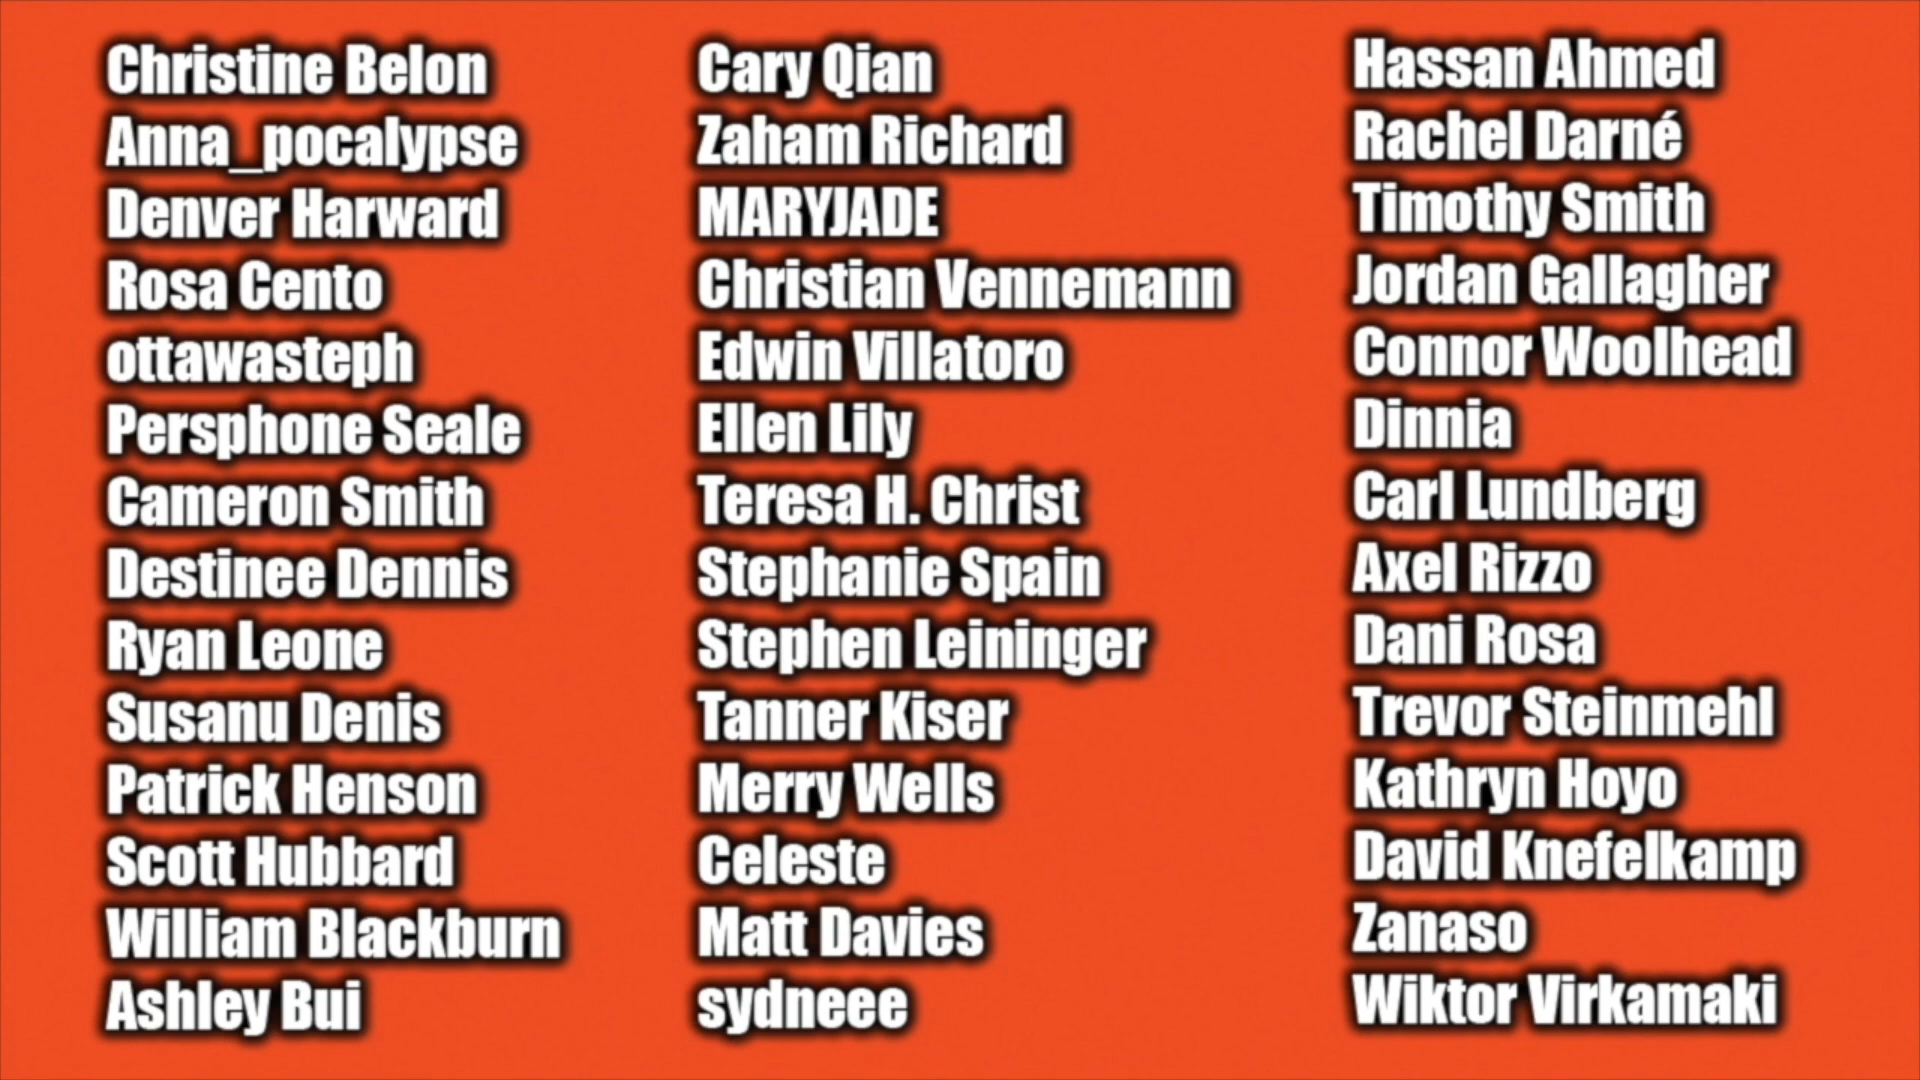 Christine Belon
Anna_pocalypse
Denver Harward
Rosa Cento
ottawasteph
Persphone Seale
Cameron Smith
Destinee Dennis
Ryan Leone
Susanu Denis
Patrick Henson
Scott Hubbard
William Blackburn
Ashley Bui
Cary Qian
Zaham Richard
MARYJADE
Christian Vennemann
Edwin Villatoro
Ellen Lily
Teresa H. Christ
Stephanie Spain
Stephen Leininger
Tanner Kiser
Merry Wells
Celeste
Matt Davies
sydneee
Hassan Ahmed
Rachel Darné
Timothy Smith
Jordan Gallagher
Connor Woolhead
Dinnia
Carl Lundberg
Axel Rizzo
Dani Rosa
Trevor Steinmehl
Kathryn Hoyo
David Knefelkamp
Zanaso
Wiktor Virkamaki